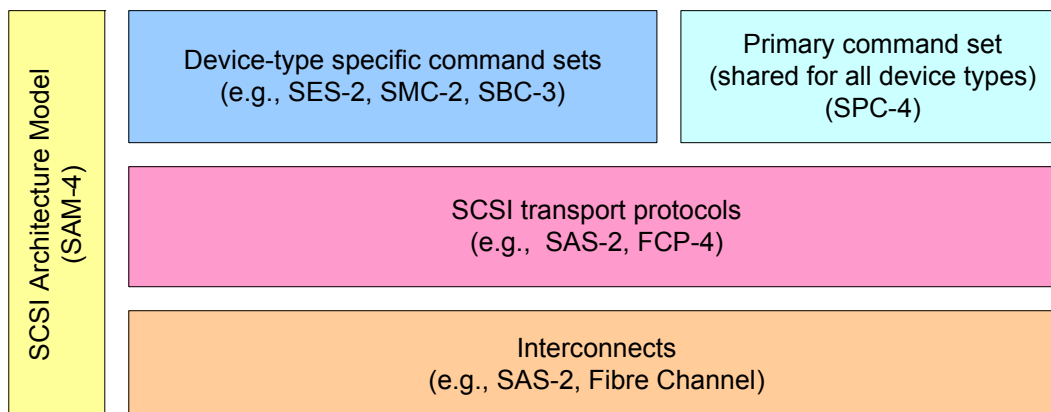 SCSI Architecture Model
(SAM-4)
Device-type specific command sets
(e.g., SES-2, SMC-2, SBC-3)
Primary command set
(shared for all device types)
(SPC-4)
SCSI transport protocols
(e.g.,  SAS-2, FCP-4)
Interconnects
(e.g., SAS-2, Fibre Channel)